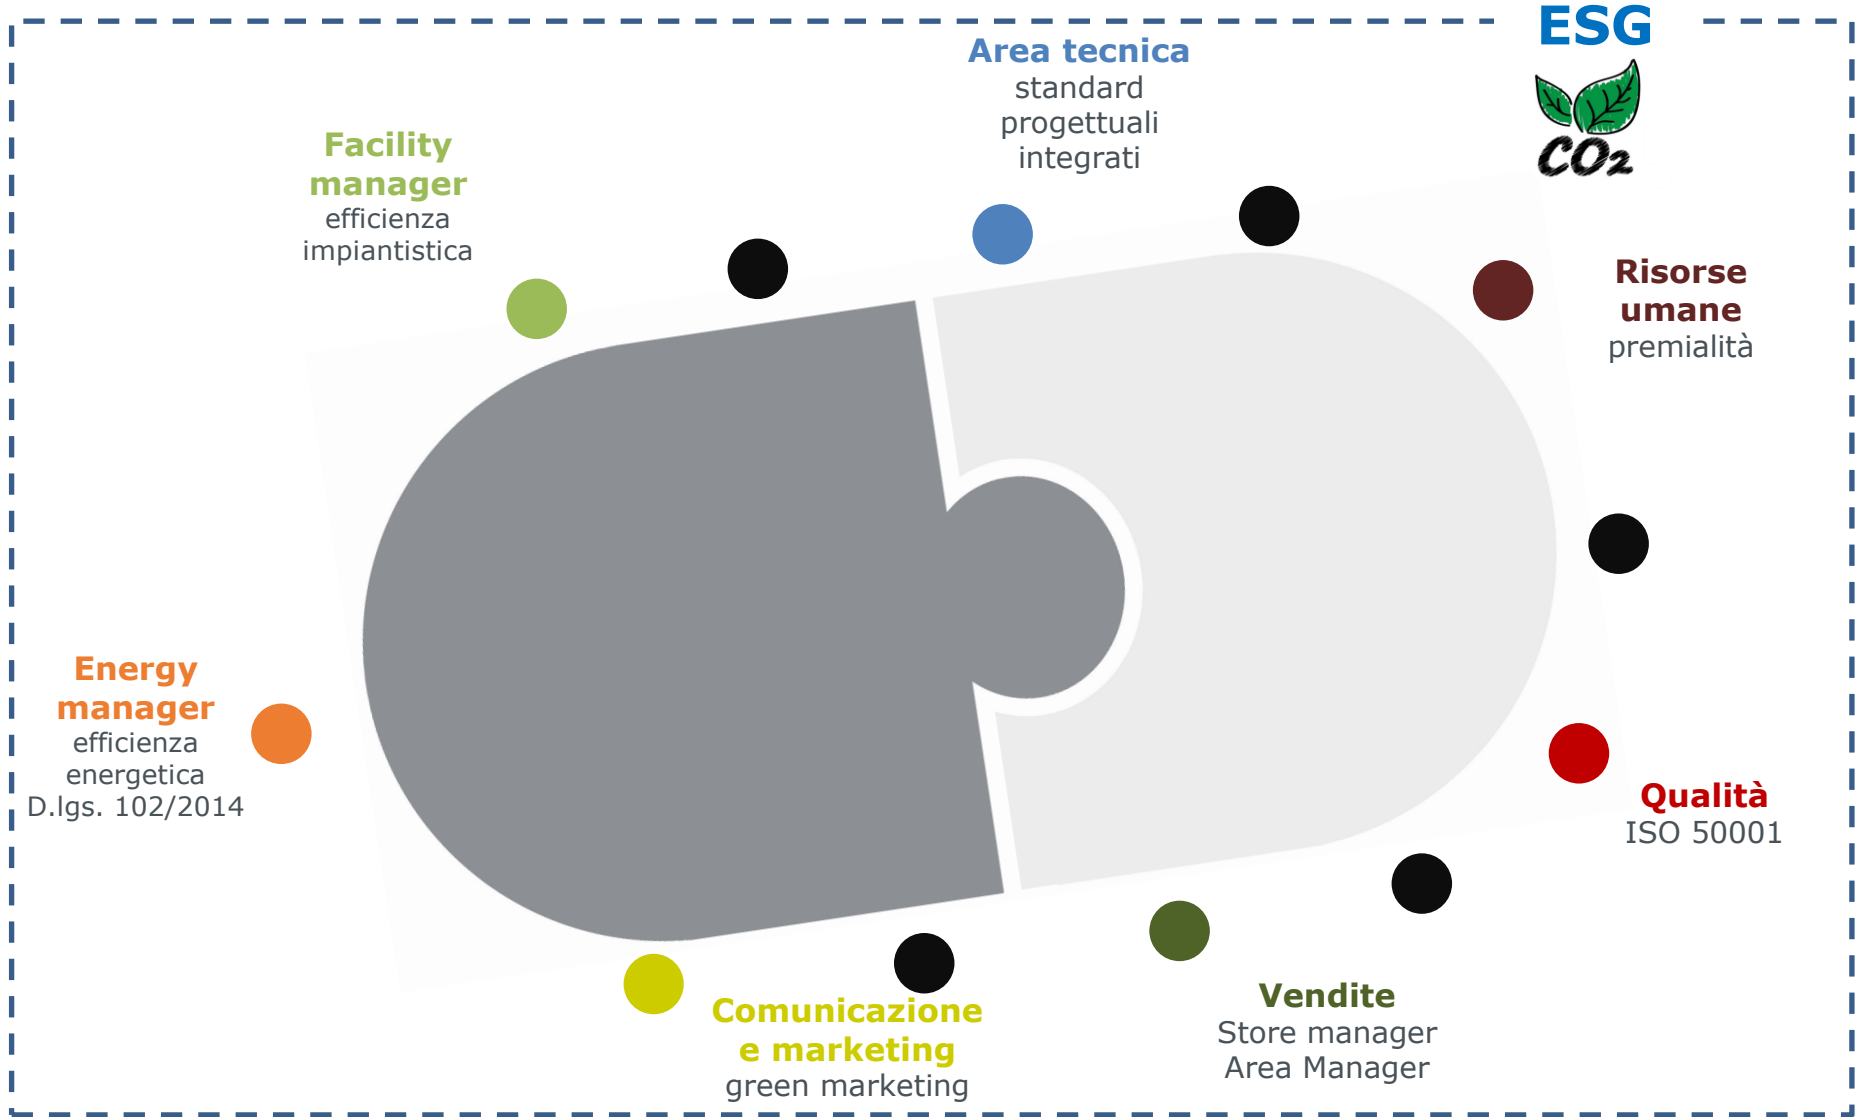 ESG
CO2
Area tecnica
standard
progettuali
integrati
Facility
manager
efficienza
impiantistica
Risorse
umane
premialità
Energy
manager
efficienza
energetica
D.lgs. 102/2014
Qualità
ISO 50001
Vendite
Store manager
Area Manager
Comunicazione
e marketing
green marketing